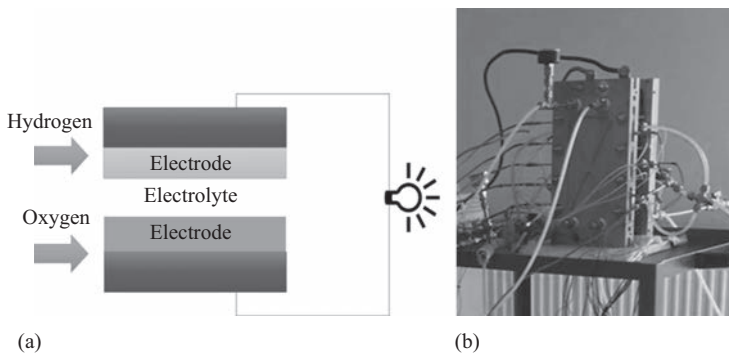 Hydrogen
Electrode
Electrolyte
Oxygen
Electrode
(a)
(b)